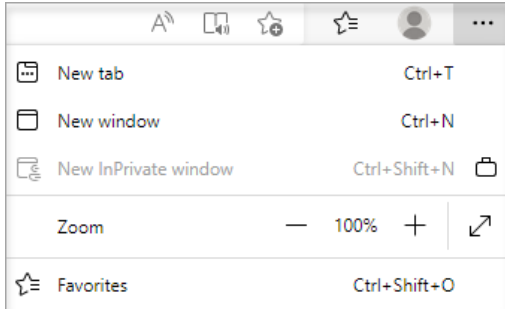 New tab Ctrl+T
New window Ctrl+N
New InPrivate window Ctrl+Shift+N
Zoom — 100% +
Favorites Ctrl+Shift+O